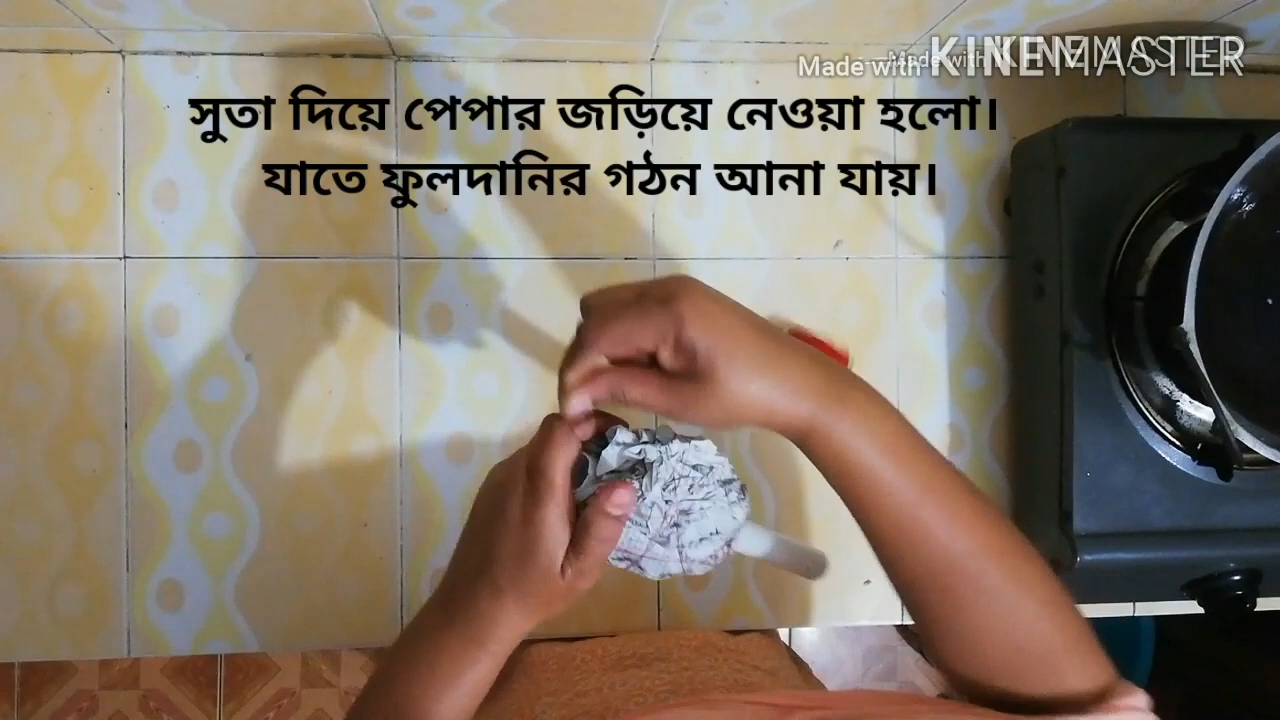 Made with KINEMASTER
সুতা দিয়ে পেপার জড়িয়ে নেওয়া হলো।
যাতে ফুলদানির গঠন আনা যায়।